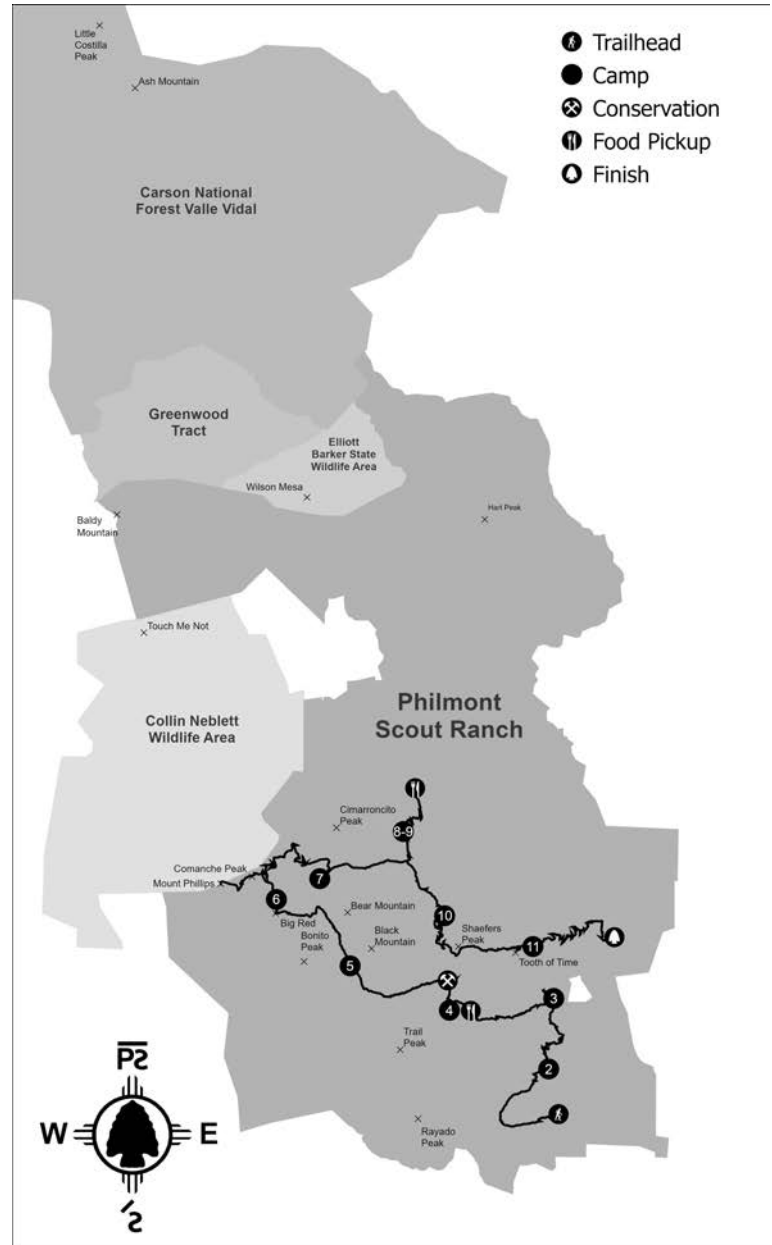 Little
Costilla
Peak
Ash Mountain
Trailhead
Camp
Conservation
Food Pickup
Finish
Carson National
Forest Valle Vidal
Greenwood
Tract
Elliott
Barker State
Wildlife Area
Wilson Mesa
Baldy
Mountain
Hart Peak
Touch Me Not
Collin Neblett
Wildlife Area
Philmont
Scout Ranch
Cimarroncito
Peak
8-9
Comanche Peak
Mount Phillips
7
6
Big Red
Bonito
Peak
Bear Mountain
Black
Mountain
10
Shaefers
Peak
11
Tooth of Time
5
3
4
Trail
Peak
2
Rayado
Peak
W
E